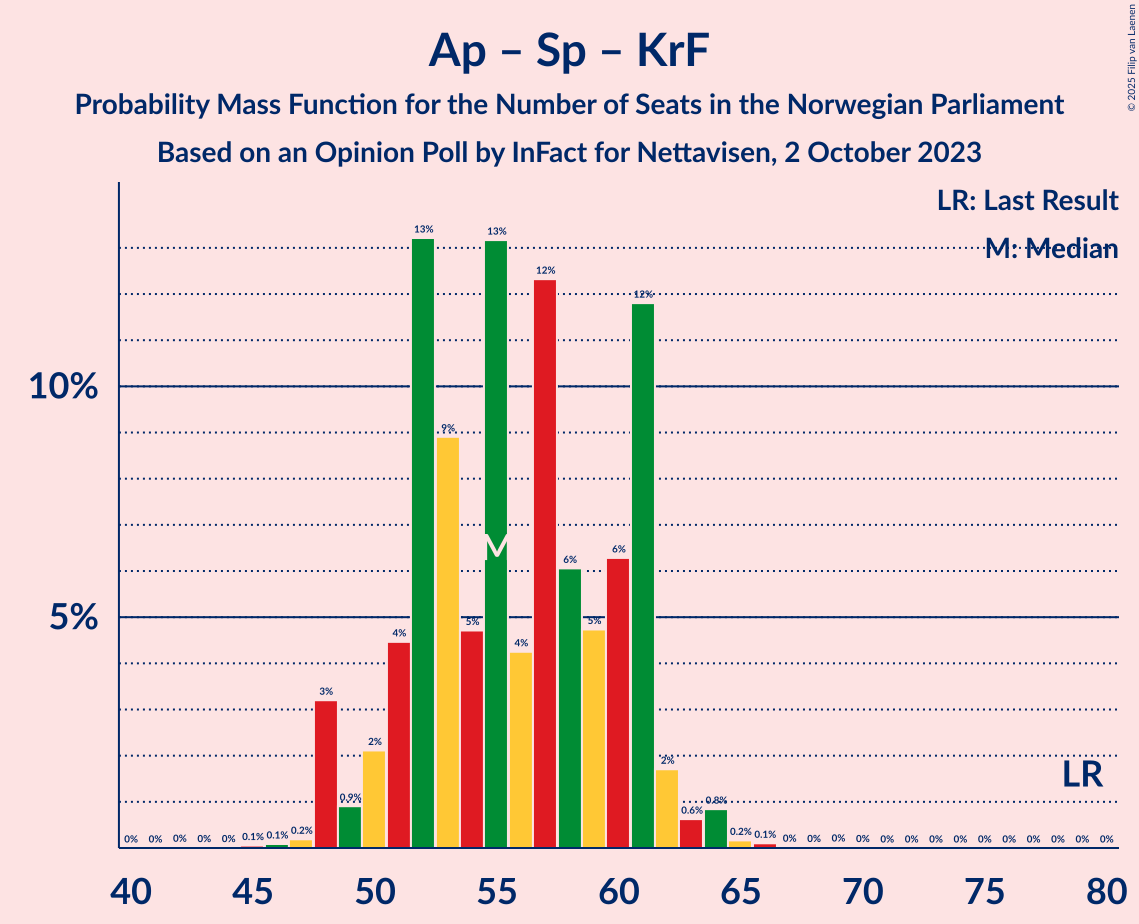 Ap – Sp – KrF
Probability Mass Function for the Number of Seats in the Norwegian Parliament
Based on an Opinion Poll by InFact for Nettavisen, 2 October 2023
© 2025 Filip van Laenen
LR: Last Result
M: Median
10%
5%
0% 0% 0% 0% 0% 0.1% 0.1% 0.2% 3% 0.9% 2% 4% 13% 9% 5% 13% 4% 12% 6% 5% 6% 12% 2% 0.6% 0.8% 0.2% 0.1% 0% 0% 0% 0% 0% 0% 0% 0% 0% 0% 0% 0% 0% 0%
M
LR
40 45 50 55 60 65 70 75 80